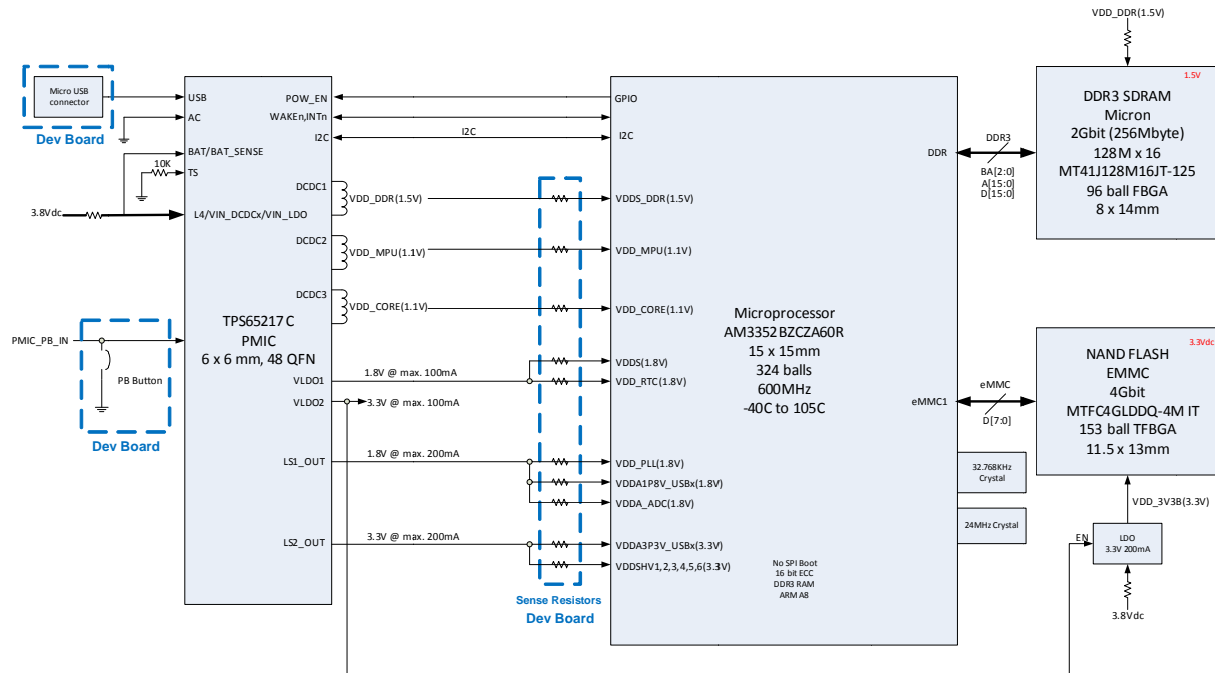 VDD_DDR(1.5V)
Micro USB
connector
Dev Board
USB
AC
BAT/BAT_SENSE
10K
TS
3.8Vdc
L4/VIN_DCDCx/VIN_LDO
PMIC_PB_IN
PB Button
Dev Board
POW_EN
WAKEn,INTn
I2C
DCDC1
DCDC2
DCDC3
TPS65217C
PMIC
6 x 6 mm, 48 QFN
VLDO1
VLDO2
LS1_OUT
LS2_OUT
I2C
VDD_DDR(1.5V)
VDD_MPU(1.1V)
VDD_CORE(1.1V)
1.8V @ max. 100mA
3.3V @ max. 100mA
1.8V @ max. 200mA
3.3V @ max. 200mA
Sense Resistors
Dev Board
GPIO
I2C
VDDS_DDR(1.5V)
VDD_MPU(1.1V)
VDD_CORE(1.1V)
VDDS(1.8V)
VDD_RTC(1.8V)
VDD_PLL(1.8V)
VDDA1P8V_USBx(1.8V)
VDDA_ADC(1.8V)
VDDA3P3V_USBx(3.3V)
VDDSHV1,2,3,4,5,6(3.3V)
Microprocessor
AM3352BZCZA60R
15 x 15mm
324 balls
600MHz
-40C to 105C
No SPI Boot
16 bit ECC
DDR3 RAM
ARM A8
DDR
eMMC1
DDR3
BA[2:0]
A[15:0]
D[15:0]
eMMC
D[7:0]
32.768KHz
Crystal
24MHz Crystal
1.5V
DDR3 SDRAM
Micron
2Gbit (256Mbyte)
128M x 16
MT41J128M16JT-125
96 ball FBGA
8 x 14mm
3.3Vdc
NAND FLASH
EMMC
4Gbit
MTFC4GLDDQ-4M IT
153 ball TFBGA
11.5 x 13mm
VDD_3V3B(3.3V)
EN
LDO
3.3V 200mA
3.8Vdc